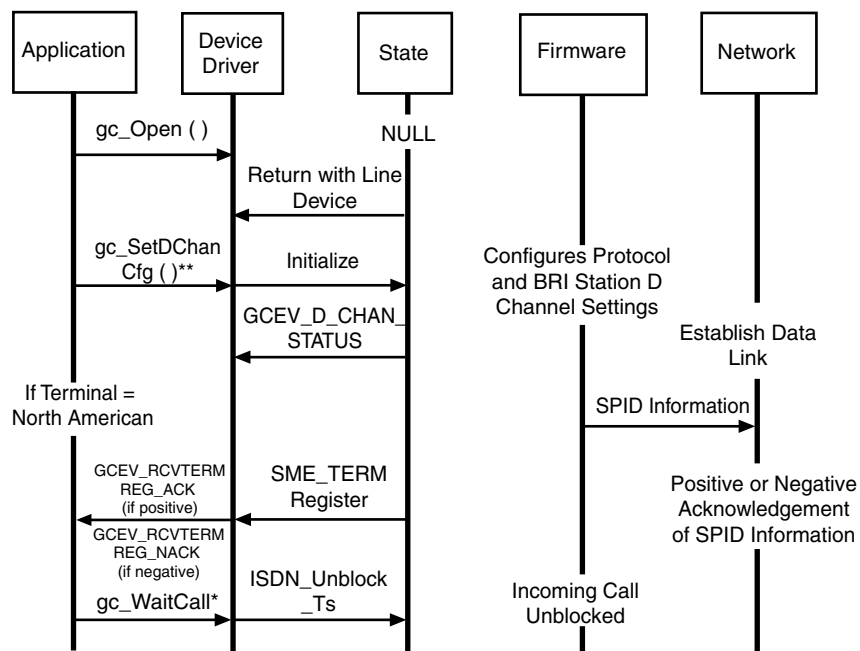 Application
Device
Driver
State
Firmware
Network
gc_Open ( )
NULL
Return with Line
Device
gc_SetDChan
Cfg ( )**
Initialize
Configures Protocol
and BRI Station D
Channel Settings
GCEV_D_CHAN_
STATUS
Establish Data
Link
If Terminal =
North American
SPID Information
GCEV_RCVTERM
REG_ACK
(if positive)
SME_TERM
Register
Positive or Negative
Acknowledgement
of SPID Information
GCEV_RCVTERM
REG_NACK
(if negative)
ISDN_Unblock
_Ts
gc_WaitCall*
Incoming Call
Unblocked